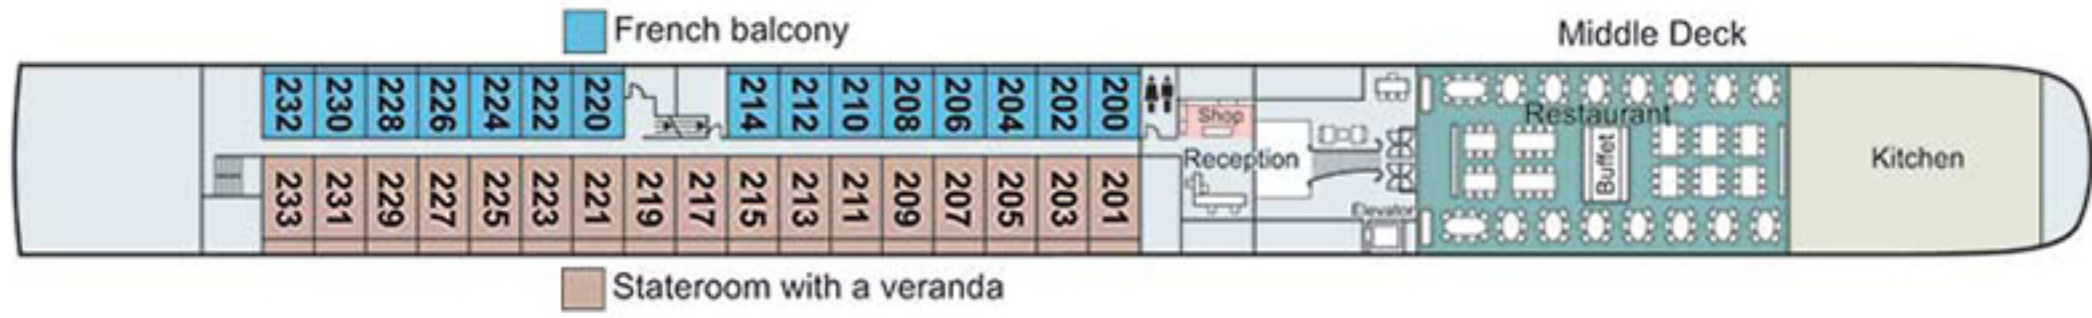 French balcony
Middle Deck
232 230 228 226 224 222 220 214 212 210 208 206 204 202 200
Shop
Restaurant
Reception
Buffet
Kitchen
233 231 229 227 225 223 221 219 217 215 213 211 209 207 205 203 201
Elevator
Stateroom with a veranda